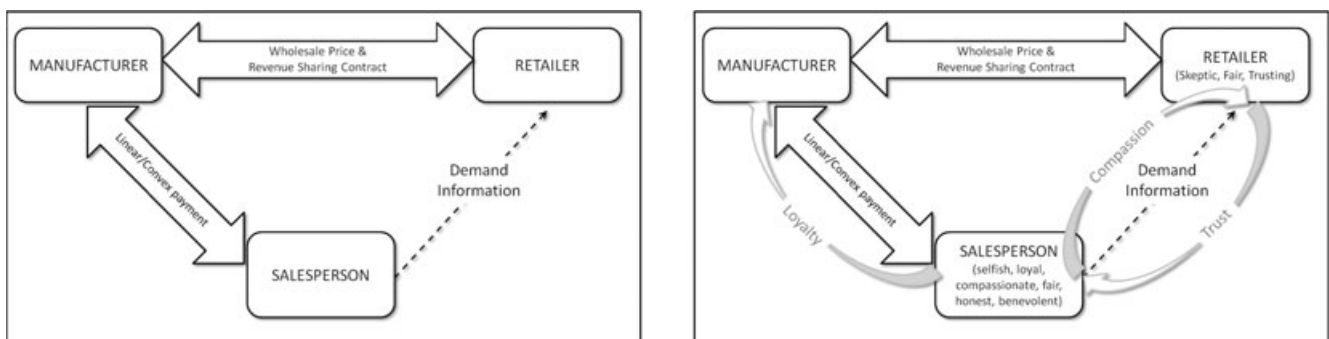 MANUFACTURER
Wholesale Price &
Revenue Sharing Contract
RETAILER
Linear/Convex payment
Demand
Information
SALESPERSON
MANUFACTURER
Wholesale Price &
Revenue Sharing Contract
RETAILER
(Skeptic, Fair, Trusting)
Linear/Convex payment
Loyalty
Compassion
Demand
Information
Trust
SALESPERSON
(selfish, loyal,
compassionate, fair,
honest, benevolent)